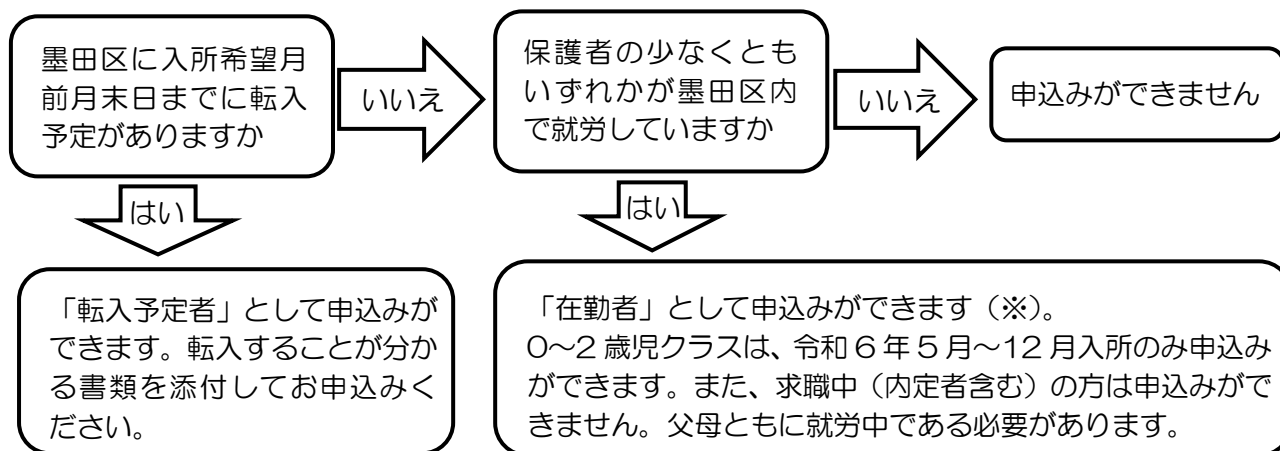 墨田区に入所希望月
前月末日までに転入
予定がありますか
いいえ
保護者の少なくとも
いずれかが墨田区内
で就労していますか
いいえ
申込みができません
はい
はい
「転入予定者」として申込みが
できます。転入することが分か
る書類を添付してお申込みく
ださい。
「在勤者」として申込みができます（※）。
0～2 歳児クラスは、令和 6 年 5 月～12 月入所のみ申込み
ができます。また、求職中（内定者含む）の方は申込みがで
きません。父母ともに就労中である必要があります。